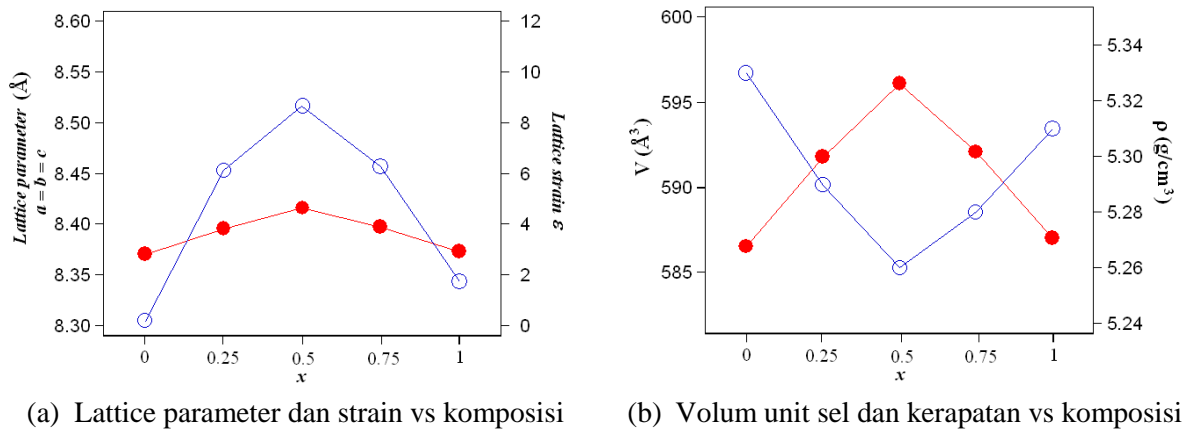 8.60
8.55
8.50
8.45
8.40
8.35
8.30
Lattice parameter (Å)
a = b = c
12
10
8
6
4
2
0
Lattice strain ε
0 0.25 0.5 0.75 1
x
(a) Lattice parameter dan strain vs komposisi
600
595
590
585
V (Å³)
5.34
5.32
5.30
5.28
5.26
5.24
ρ (g/cm³)
0 0.25 0.5 0.75 1
x
(b) Volum unit sel dan kerapatan vs komposisi